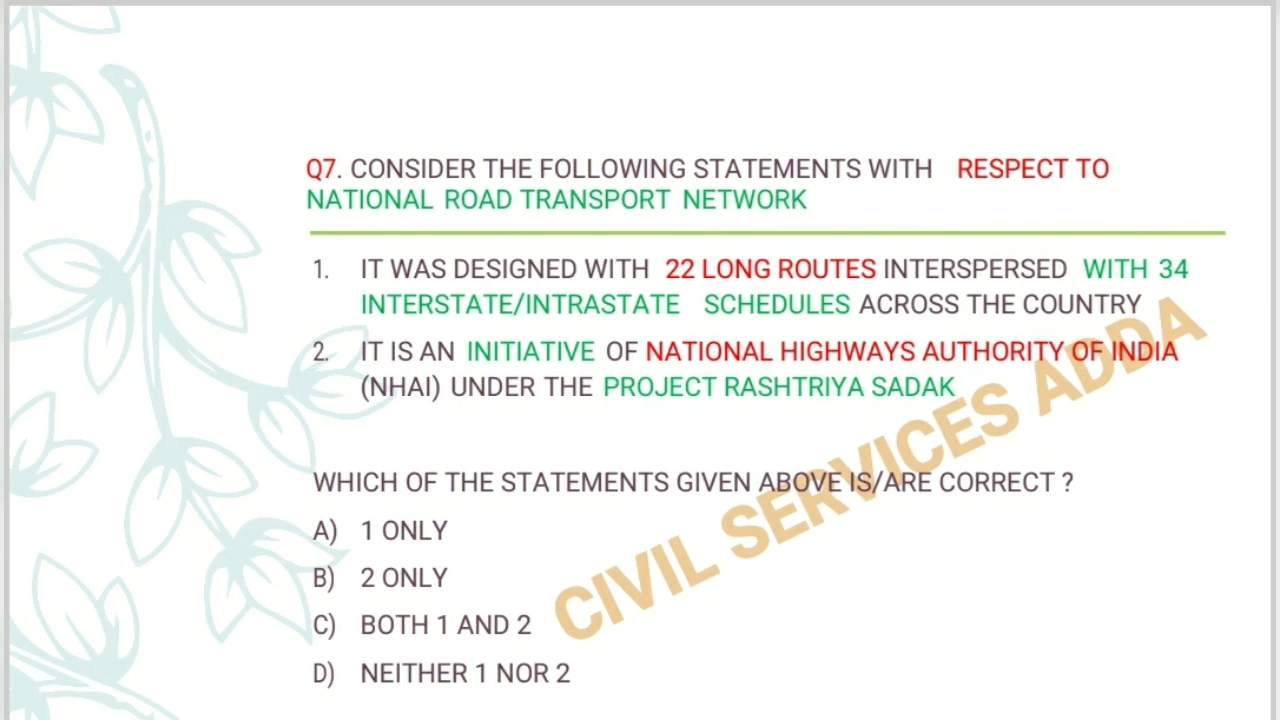 Q7. CONSIDER THE FOLLOWING STATEMENTS WITH RESPECT TO
NATIONAL ROAD TRANSPORT NETWORK
1. IT WAS DESIGNED WITH 22 LONG ROUTES INTERSPERSED WITH 34
INTERSTATE/INTRASTATE SCHEDULES ACROSS THE COUNTRY
2. IT IS AN INITIATIVE OF NATIONAL HIGHWAYS AUTHORITY OF INDIA
(NHAI) UNDER THE PROJECT RASHTRIYA SADAK
WHICH OF THE STATEMENTS GIVEN ABOVE IS/ARE CORRECT ?
A) 1 ONLY
B) 2 ONLY
C) BOTH 1 AND 2
D) NEITHER 1 NOR 2
CIVIL SERVICES ADDA